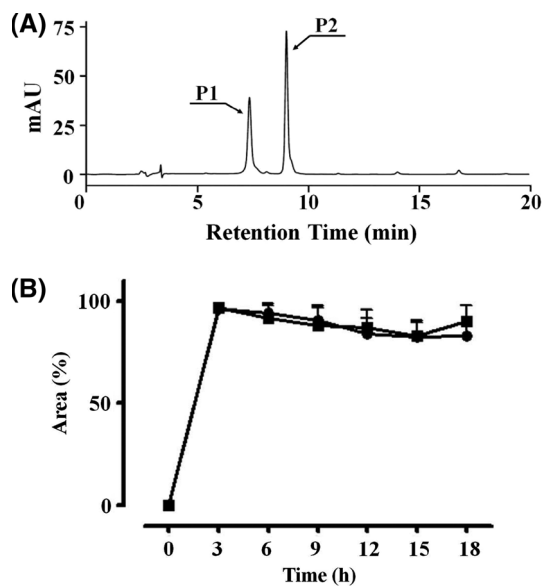 (A)
75
50
25
0
mAU
P1
P2
0 5 10 15 20
Retention Time (min)
(B)
100
50
0
Area (%)
0 3 6 9 12 15 18
Time (h)